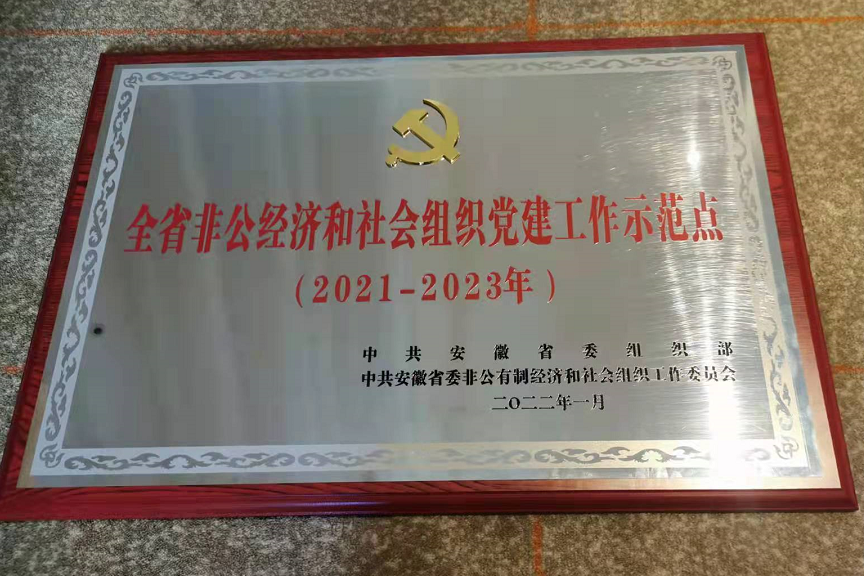 全省非公经济和社会组织党建工作示范点
（2021-2023年）
中共安徽省委组织部
中共安徽省委非公有制经济和社会组织工作委员会
二〇二二年一月